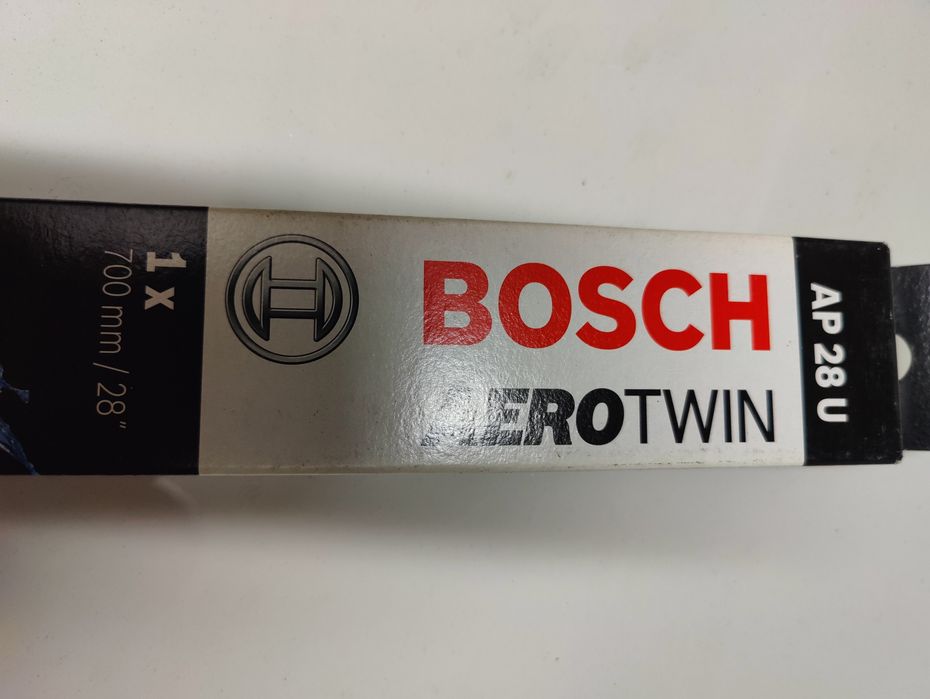 1 x
700 mm / 28"
BOSCH
AEROTWIN
AP 28 U